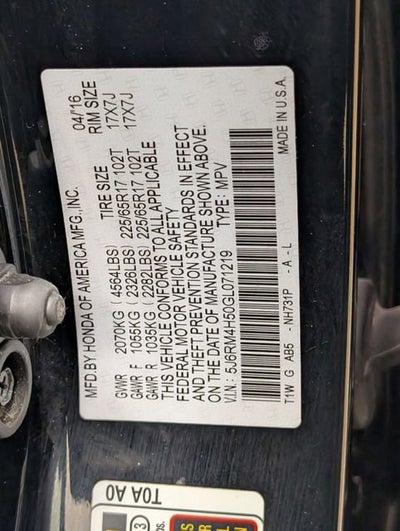 MFD.BY HONDA OF AMERICA MFG., INC. 04/16
TIRE SIZE RIM SIZE
GVWR 2070KG (4564LBS)
GAWR F 1055KG (2326LBS) 225/65R17 102T 17X7J
GAWR R 1035KG (2282LBS) 225/65R17 102T 17X7J
THIS VEHICLE CONFORMS TO ALL APPLICABLE
FEDERAL MOTOR VEHICLE SAFETY
AND THEFT PREVENTION STANDARDS IN EFFECT
ON THE DATE OF MANUFACTURE SHOWN ABOVE.
V.I.N.: 5J6RM4H50GL071219 TYPE: MPV
T1W G AB5 - NH731P - A - L MADE IN U.S.A.
T0A A0